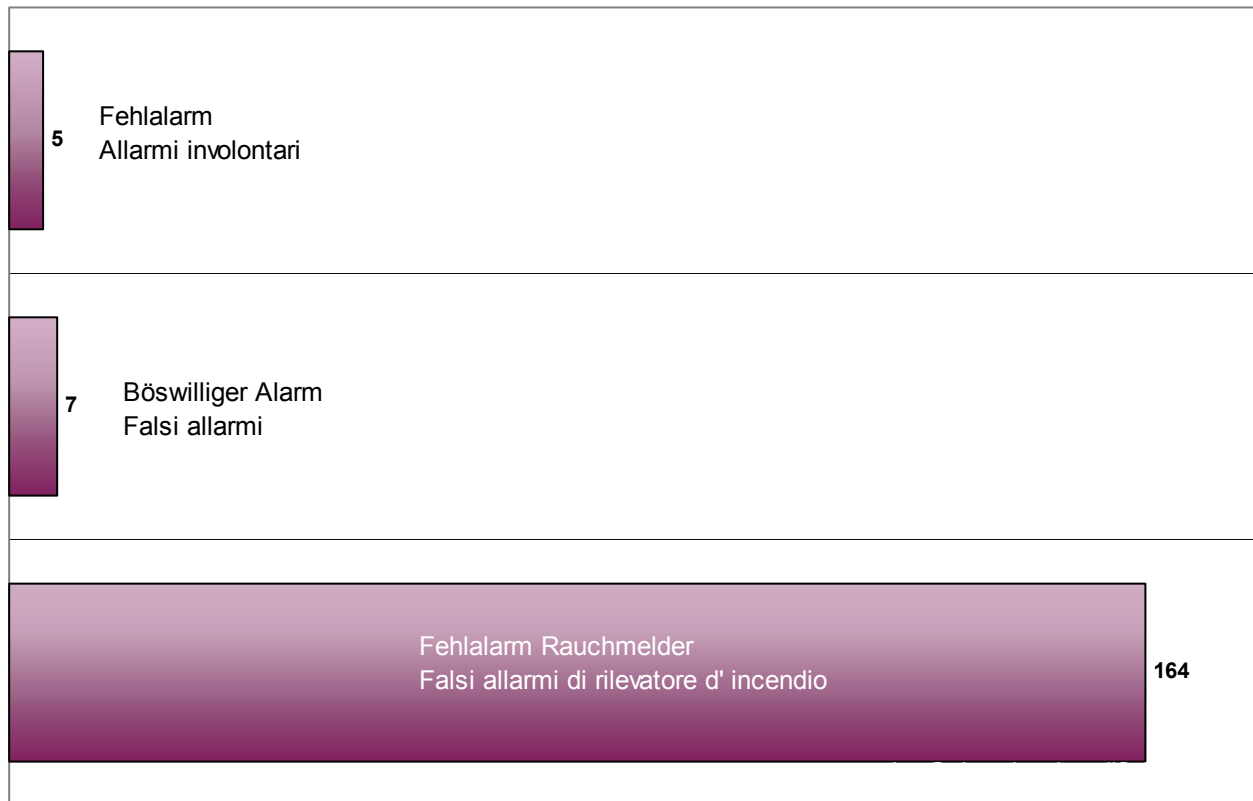 5
Fehlalarm
Allarmi involontari
7
Böswilliger Alarm
Falsi allarmi
Fehlalarm Rauchmelder
Falsi allarmi di rilevatore d' incendio
164